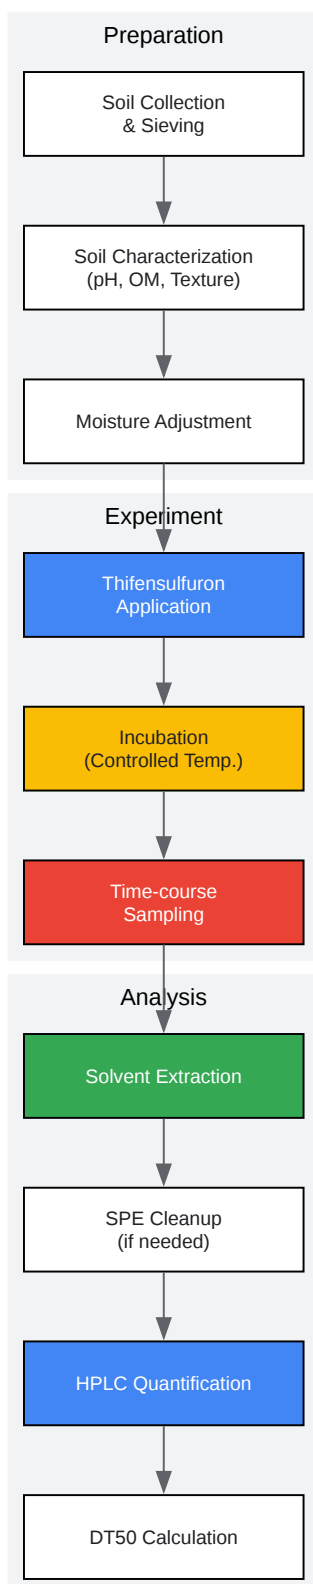 Preparation
Soil Collection
& Sieving
Soil Characterization
(pH, OM, Texture)
Moisture Adjustment
Experiment
Thifensulfuron
Application
Incubation
(Controlled Temp.)
Time-course
Sampling
Analysis
Solvent Extraction
SPE Cleanup
(if needed)
HPLC Quantification
DT50 Calculation